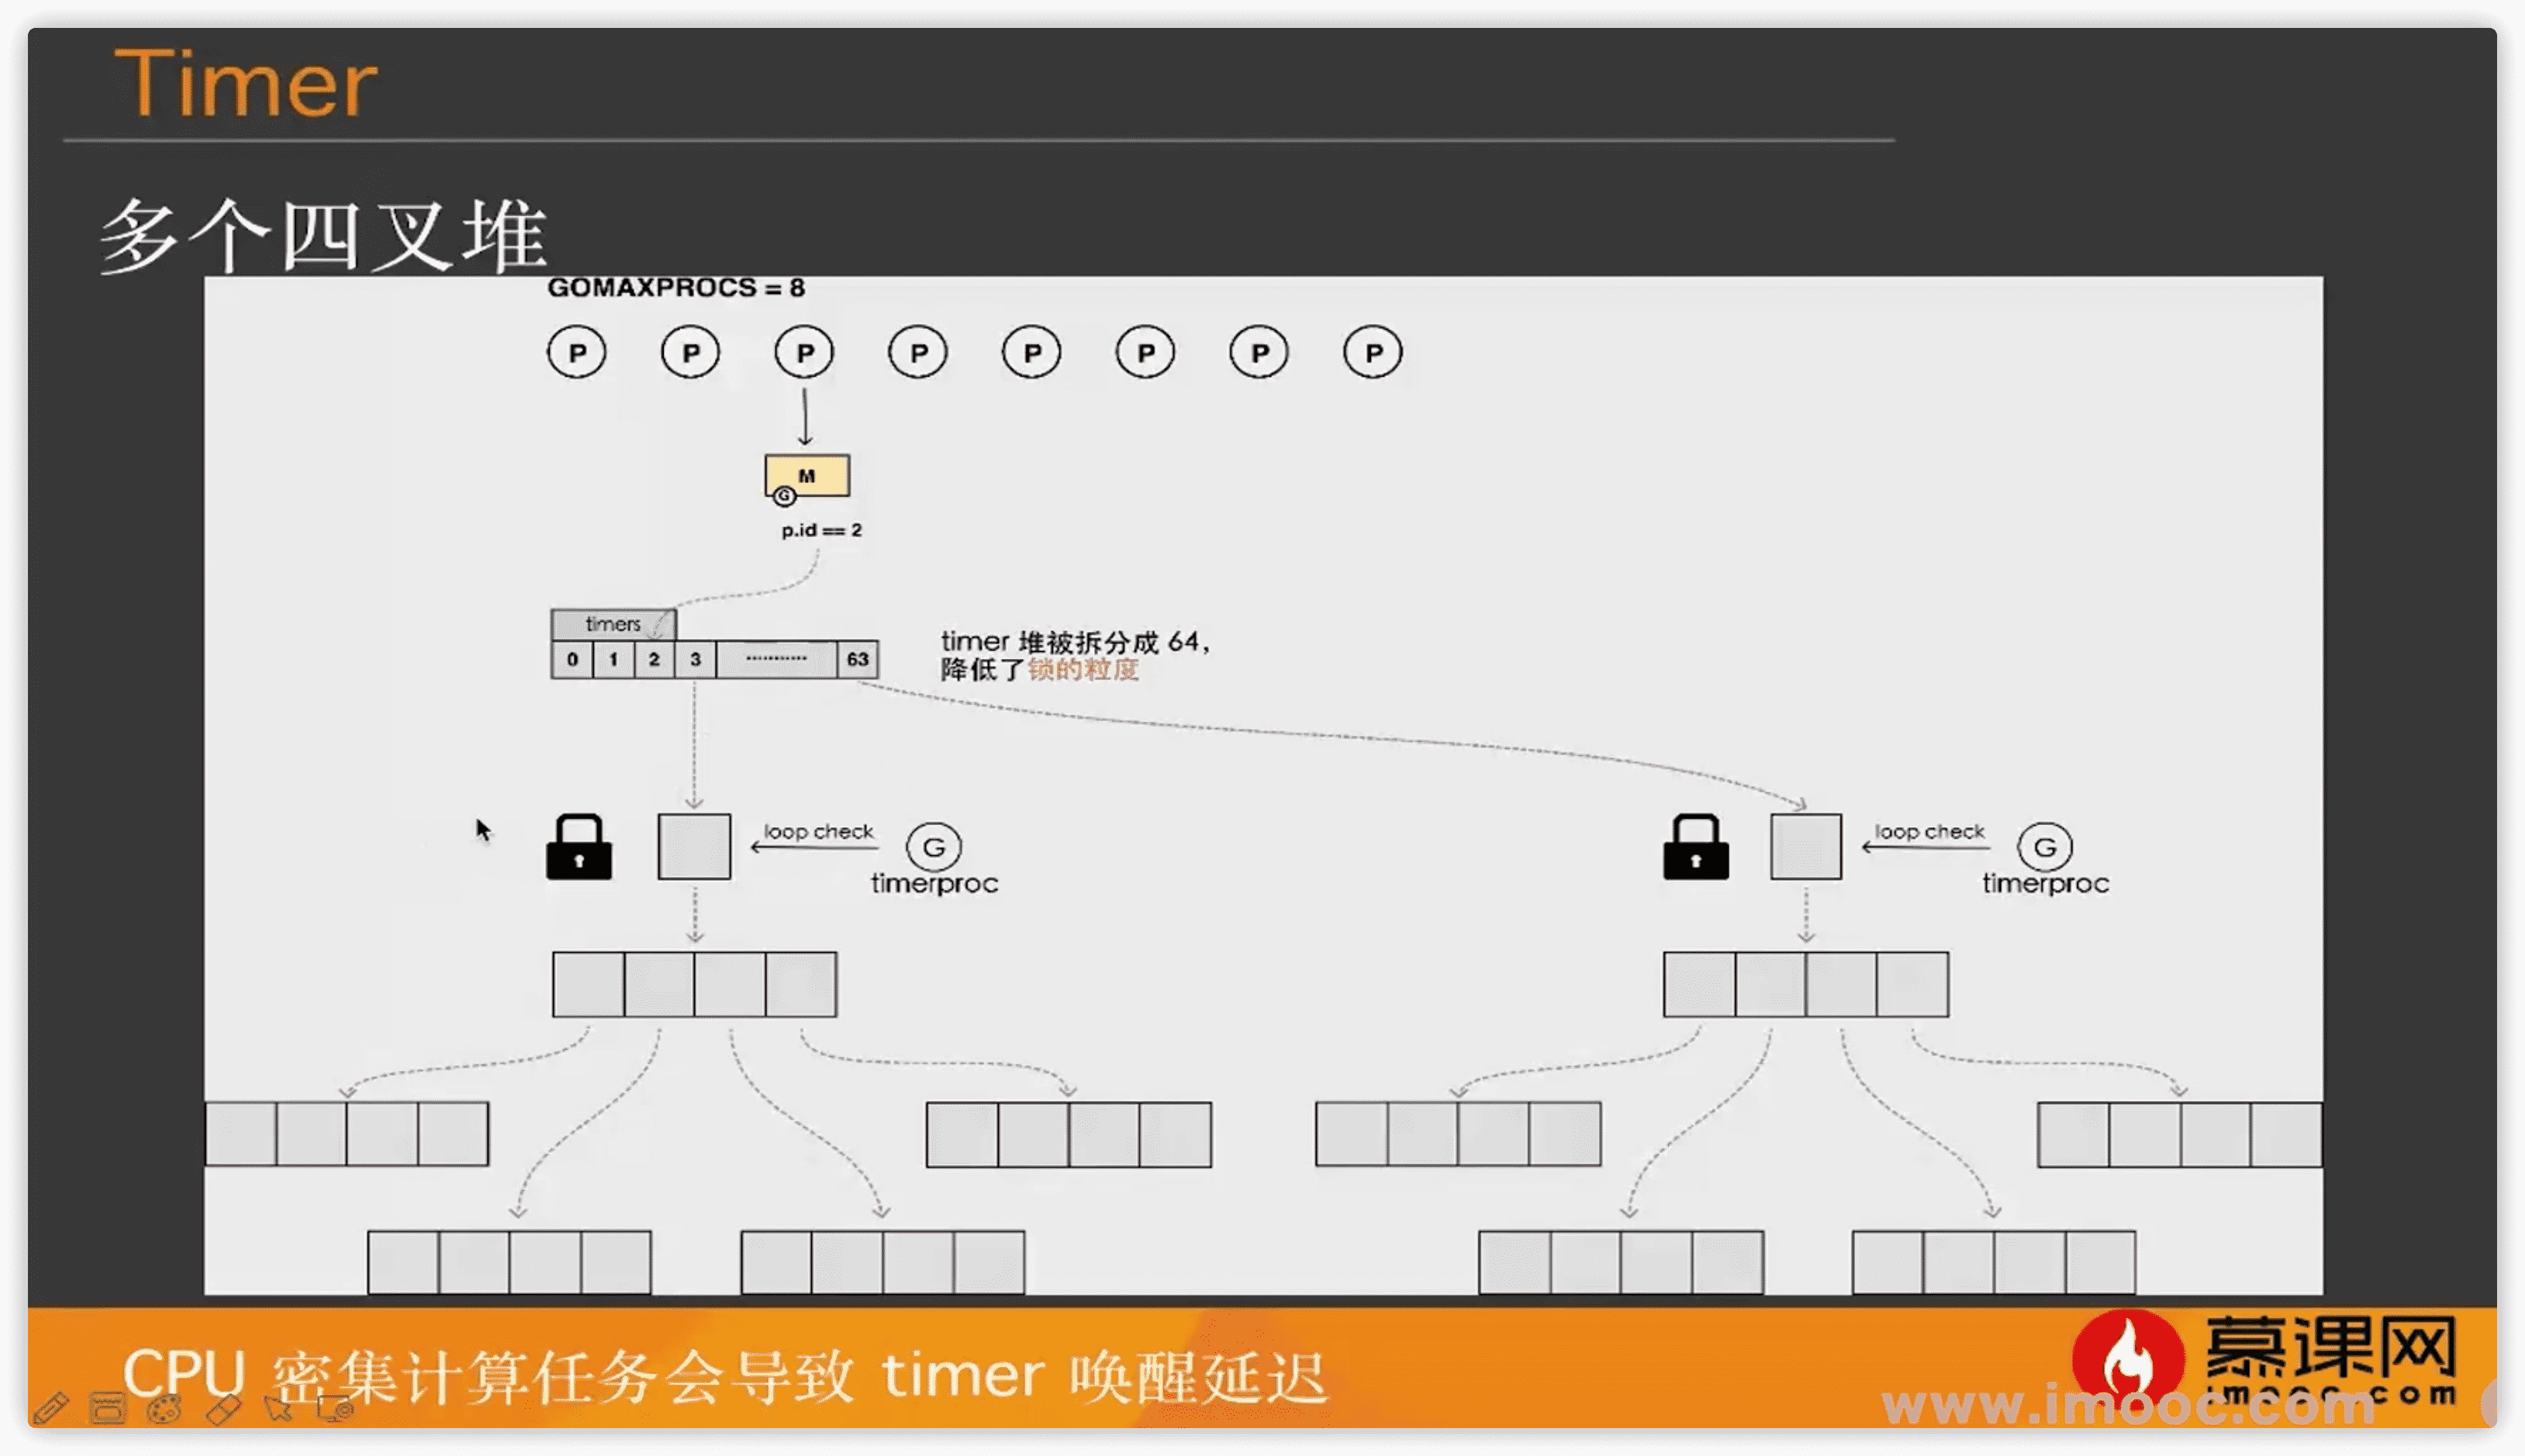 Timer
多个四叉堆
GOMAXPROCS = 8
P P P P P P P P
M
G
p.id == 2
timers
0 1 2 3 ··········· 63
timer 堆被拆分成 64，
降低了锁的粒度
loop check
G
timerproc
loop check
G
timerproc
CPU 密集计算任务会导致 timer 唤醒延迟
慕课网
imooc.com
www.imooc.com